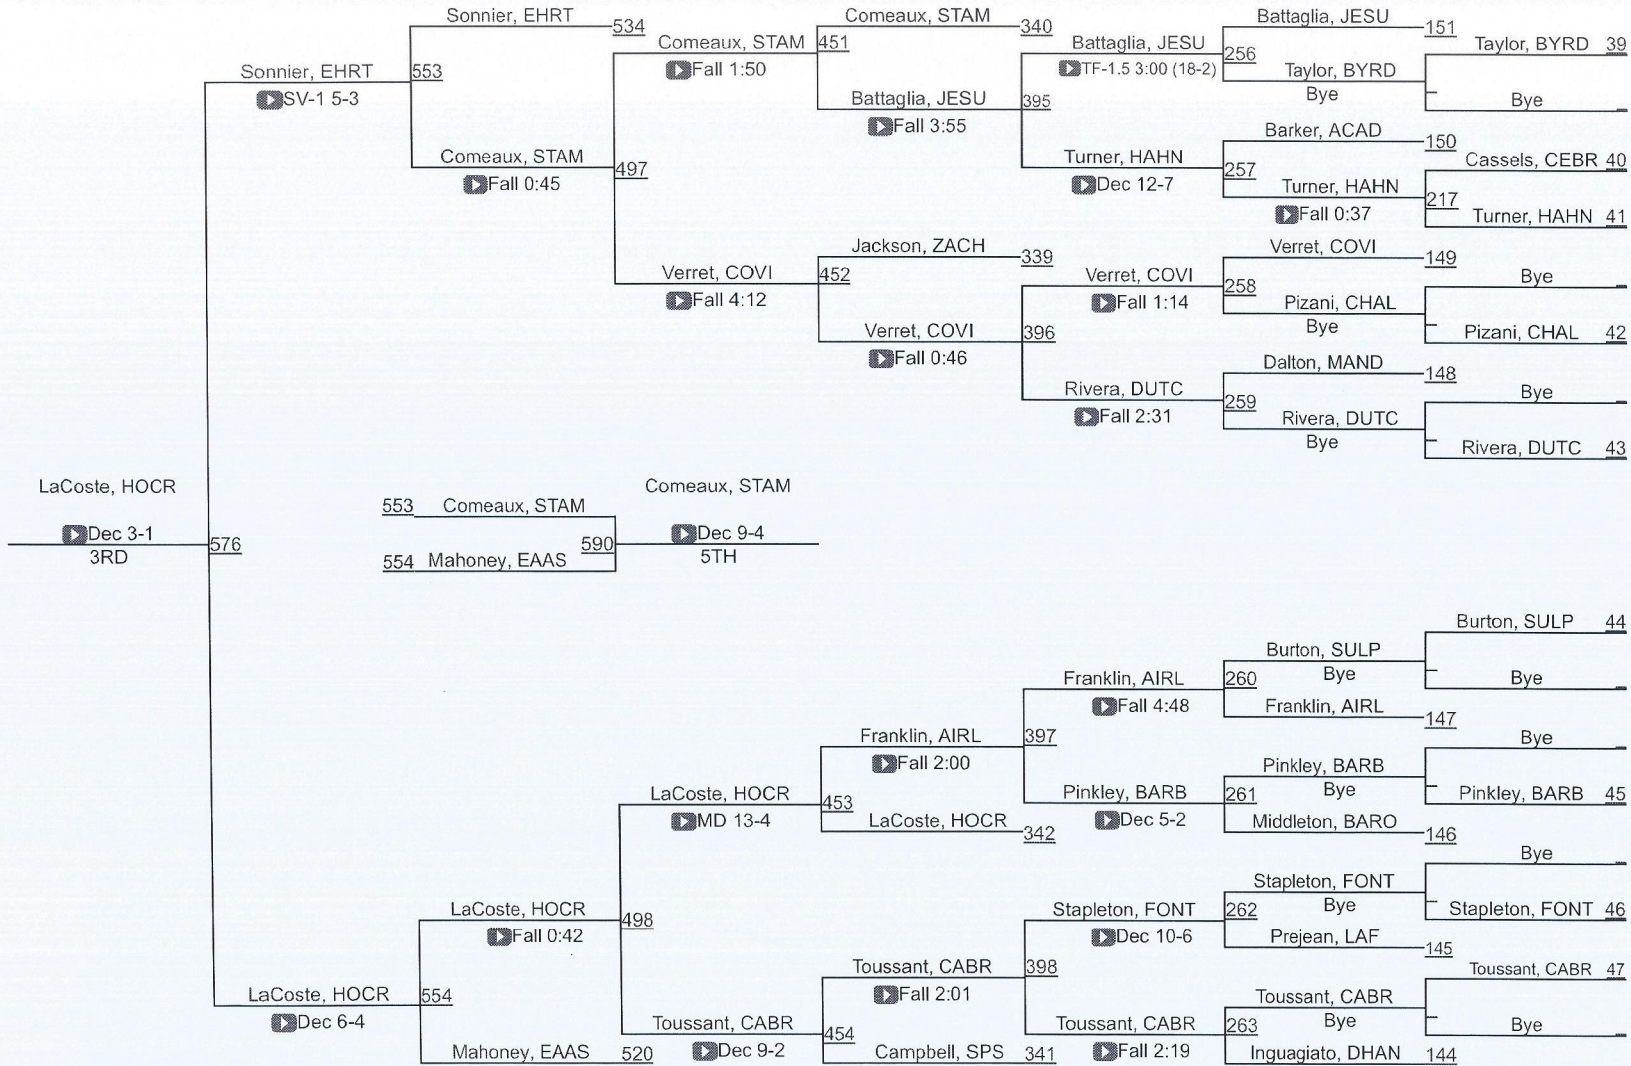 Sonnier, EHRT 534
Comeaux, STAM 340
Battaglia, JESU 151
Taylor, BYRD 39
Comeaux, STAM 451
Battaglia, JESU 256
Sonnier, EHRT 553
Fall 1:50
TF-1.5 3:00 (18-2)
Taylor, BYRD
Bye
SV-1 5-3
Battaglia, JESU 395
Bye
Fall 3:55
Barker, ACAD 150
Comeaux, STAM 497
Turner, HAHN 257
Cassels, CEBR 40
Fall 0:45
Dec 12-7
Turner, HAHN 217
Fall 0:37
Turner, HAHN 41
Jackson, ZACH 339
Verret, COVI 149
Verret, COVI 452
Verret, COVI 258
Bye
Fall 4:12
Fall 1:14
Pizani, CHAL
Bye
Verret, COVI 396
Pizani, CHAL 42
Fall 0:46
Dalton, MAND 148
Rivera, DUTC 259
Bye
Fall 2:31
Rivera, DUTC
Bye
Rivera, DUTC 43
LaCoste, HOCR
Comeaux, STAM
553 Comeaux, STAM
Dec 3-1
590
Dec 9-4
3RD
576
5TH
554 Mahoney, EAAS
Burton, SULP 44
Burton, SULP
Bye
Franklin, AIRL 260
Bye
Fall 4:48
Franklin, AIRL 147
Franklin, AIRL 397
Bye
Fall 2:00
Pinkley, BARB
Bye
LaCoste, HOCR 453
Pinkley, BARB 261
Pinkley, BARB 45
MD 13-4
LaCoste, HOCR 342
Dec 5-2
Middleton, BARO 146
Bye
Stapleton, FONT
Bye
LaCoste, HOCR 498
Stapleton, FONT 262
Stapleton, FONT 46
Fall 0:42
Dec 10-6
Prejean, LAF 145
Toussant, CABR 398
Toussant, CABR 47
LaCoste, HOCR 554
Fall 2:01
Toussant, CABR
Bye
Dec 6-4
Toussant, CABR 454
Toussant, CABR 263
Bye
Mahoney, EAAS 520
Dec 9-2
Campbell, SPS 341
Fall 2:19
Inguagiato, DHAN 144